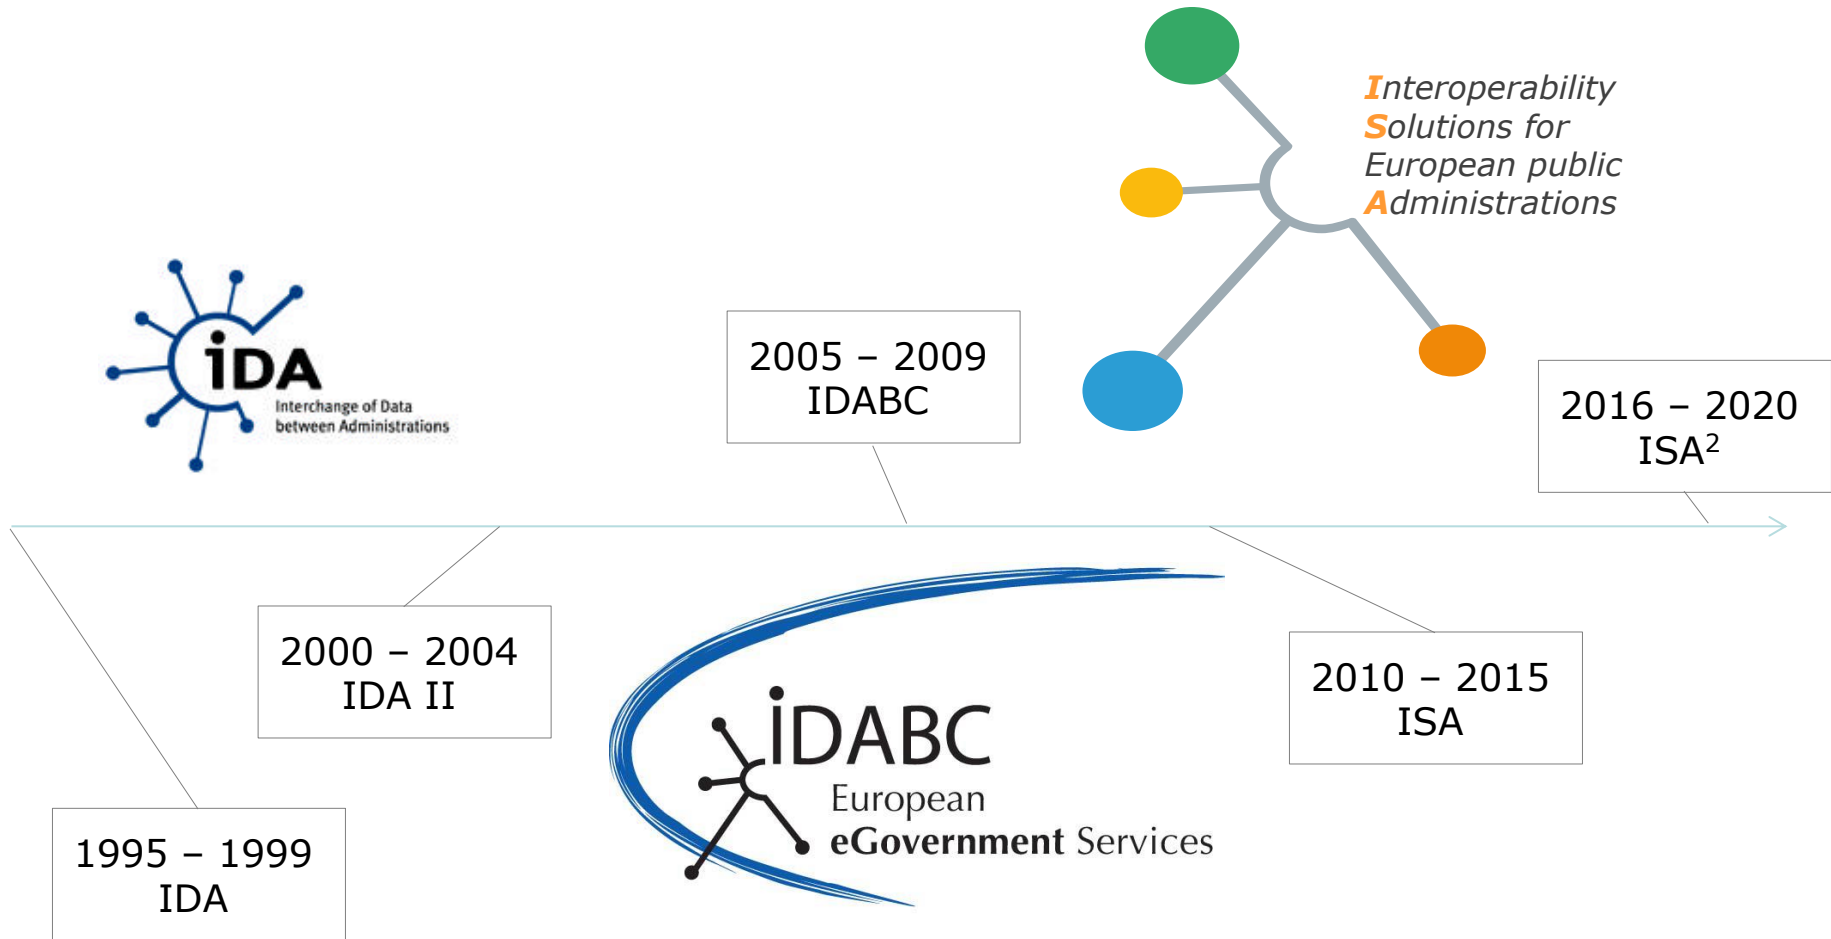 Interoperability
Solutions for
European public
Administrations
iDA
Interchange of Data
between Administrations
2005 – 2009
IDABC
2016 – 2020
ISA²
2000 – 2004
IDA II
2010 – 2015
ISA
iDABC
European
eGovernment Services
1995 – 1999
IDA